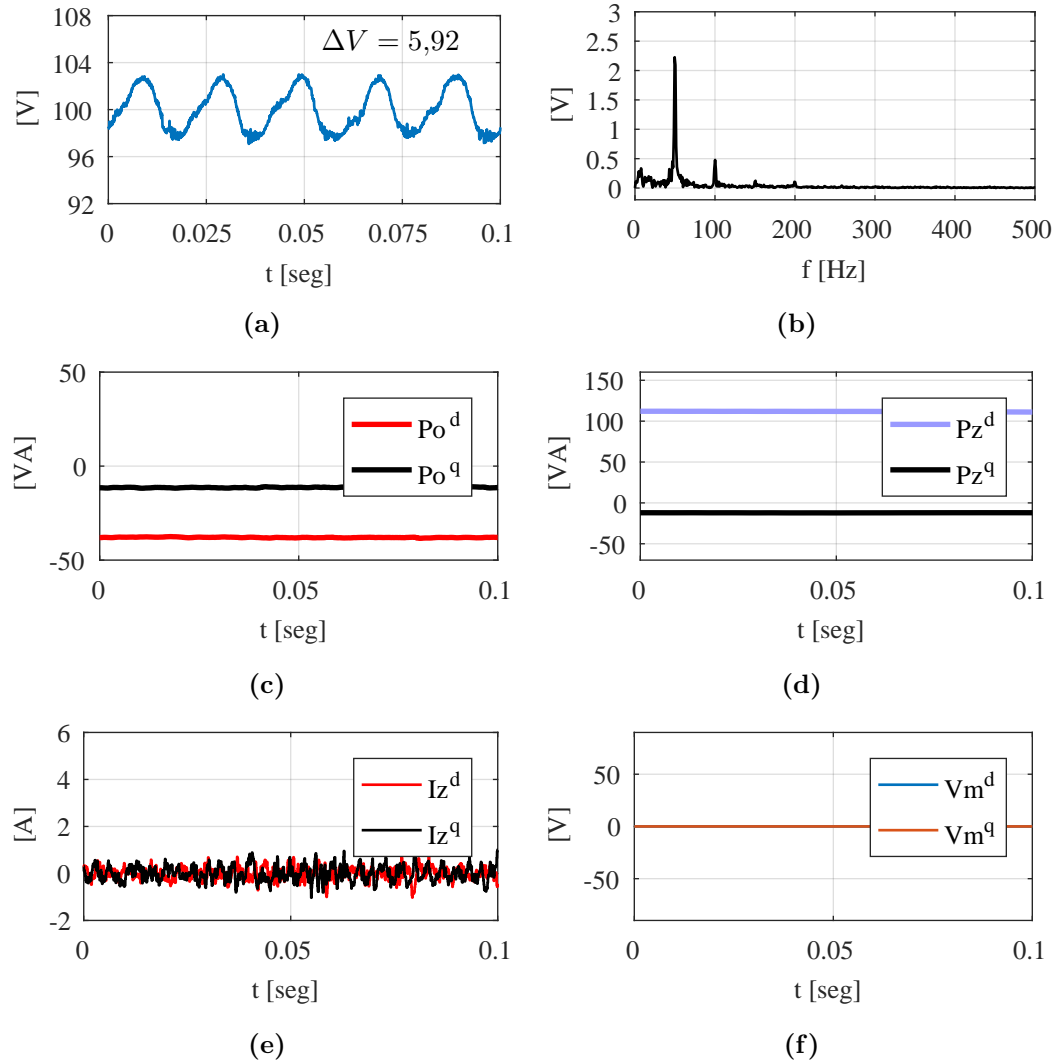 108
104
100
96
92
[V]
ΔV = 5,92
0
0.025
0.05
0.075
0.1
t [seg]
(a)
3
2.5
2
1.5
1
0.5
0
[V]
0
100
200
300
400
500
f [Hz]
(b)
50
0
-50
[VA]
Po^d
Po^q
0
0.05
0.1
t [seg]
(c)
150
100
50
0
-50
[VA]
Pz^d
Pz^q
0
0.05
0.1
t [seg]
(d)
6
4
2
0
-2
[A]
Iz^d
Iz^q
0
0.05
0.1
t [seg]
(e)
50
0
-50
[V]
Vm^d
Vm^q
0
0.05
0.1
t [seg]
(f)